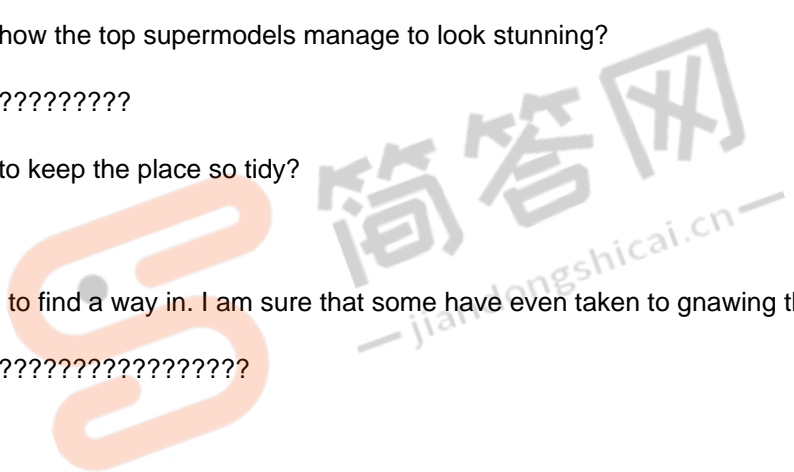 how the top supermodels manage to look stunning?
?????????
to keep the place so tidy?
to find a way in. I am sure that some have even taken to gnawing t
?????????????????
简答网
jiandongshicai.cn